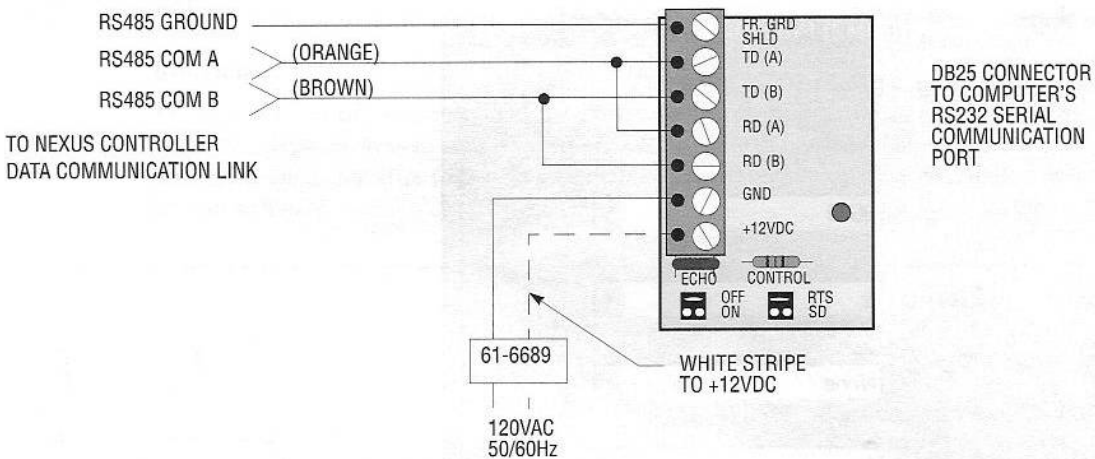 RS485 GROUND
RS485 COM A
(ORANGE)
RS485 COM B
(BROWN)
TO NEXUS CONTROLLER
DATA COMMUNICATION LINK
FR. GRD
SHLD
TD (A)
TD (B)
RD (A)
RD (B)
GND
+12VDC
ECHO
CONTROL
OFF
ON
RTS
SD
DB25 CONNECTOR
TO COMPUTER'S
RS232 SERIAL
COMMUNICATION
PORT
61-6689
WHITE STRIPE
TO +12VDC
120VAC
50/60Hz